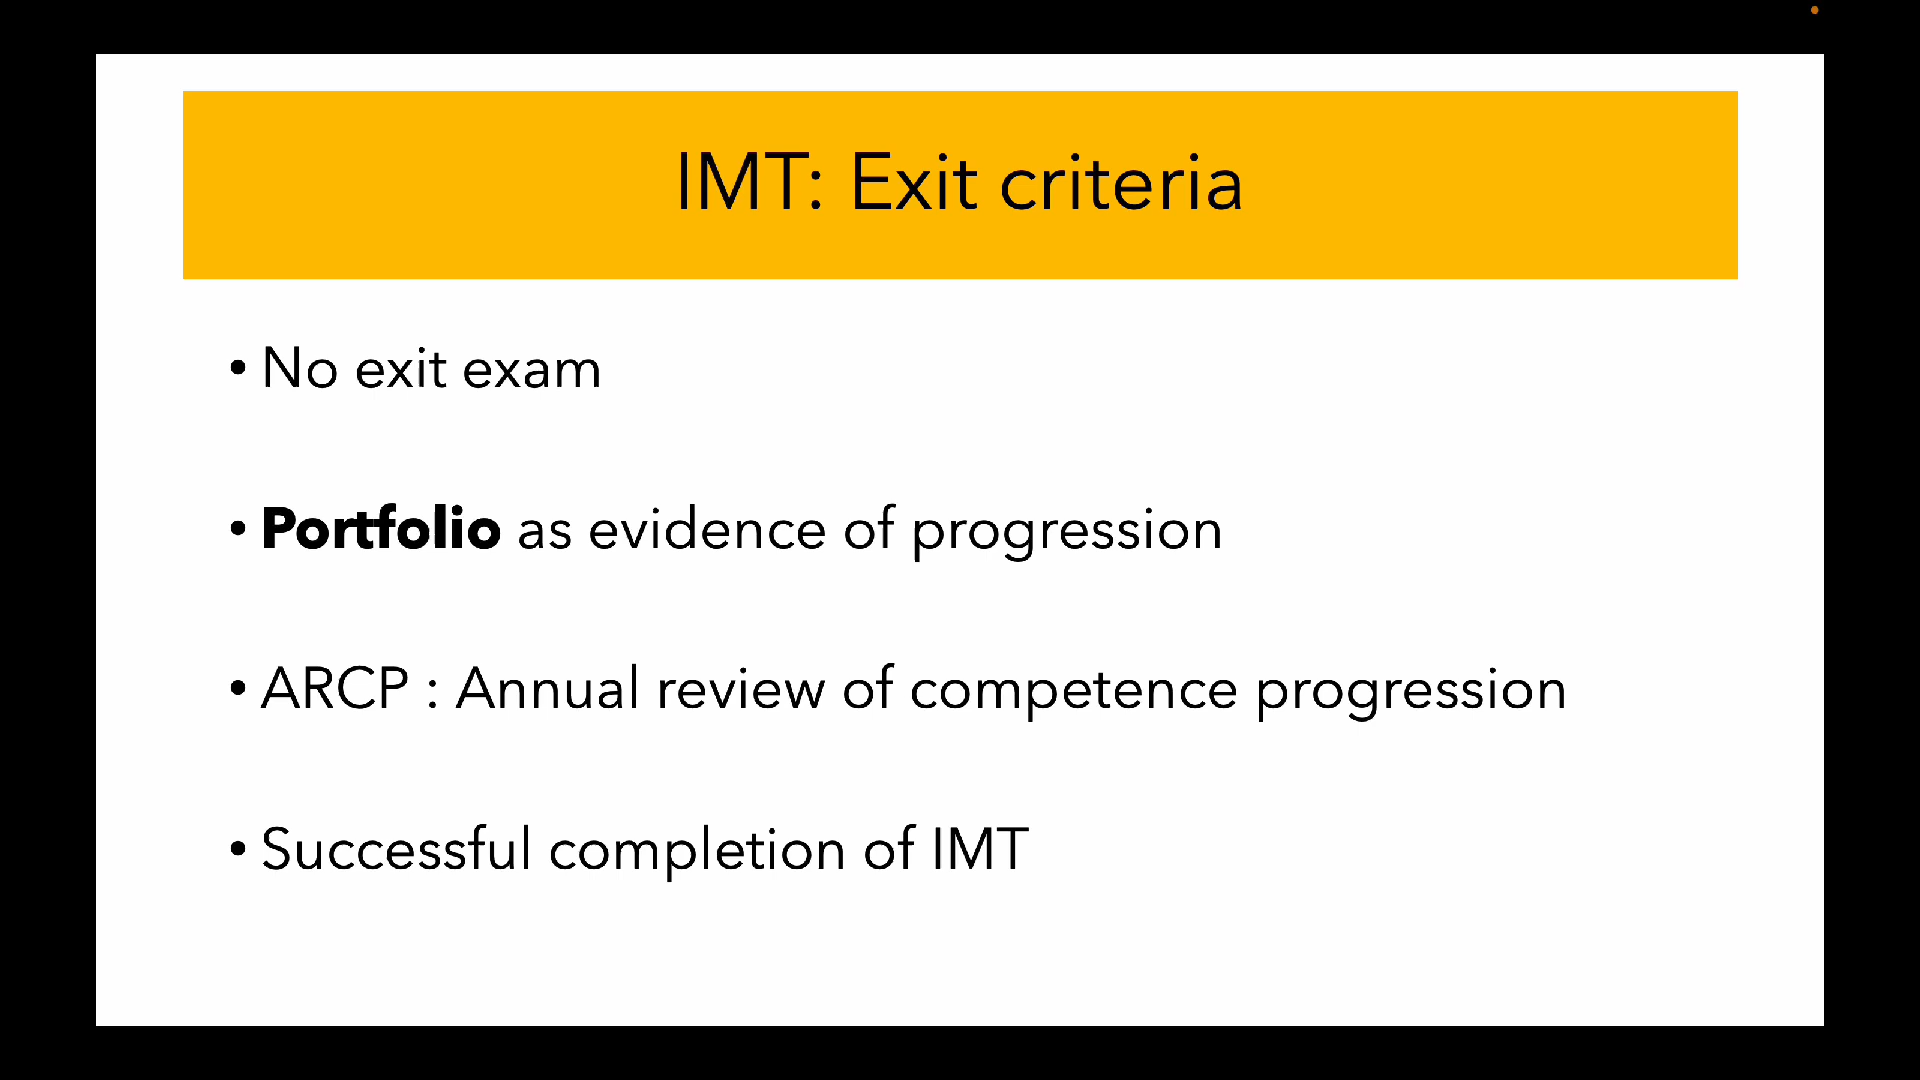 IMT: Exit criteria
• No exit exam
• Portfolio as evidence of progression
• ARCP : Annual review of competence progression
• Successful completion of IMT